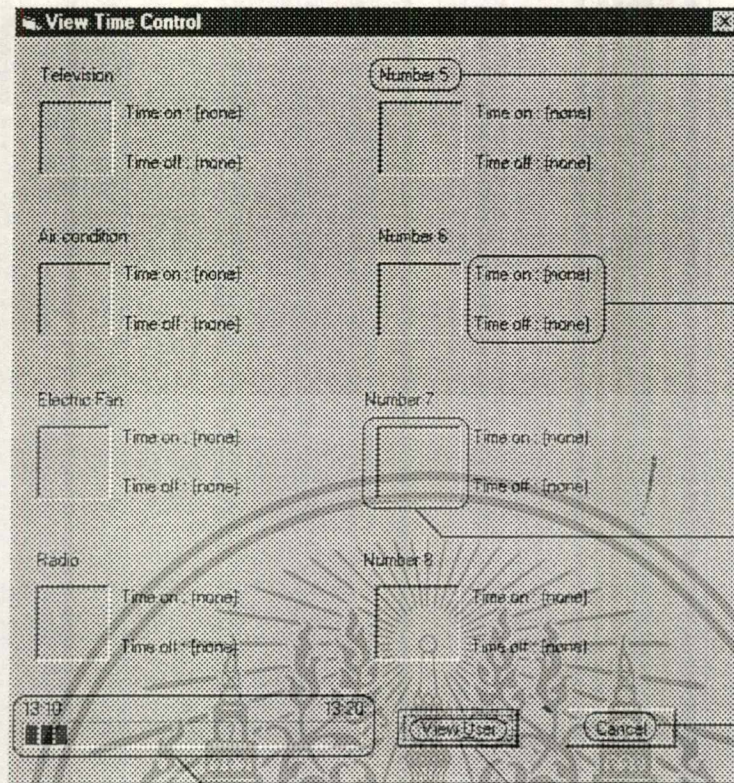 View Time Control
Television
Time on : {none}
Time off : {none}
Number 5
Time on : {none}
Time off : {none}
Air condition
Time on : {none}
Time off : {none}
Number 6
Time on : {none}
Time off : {none}
Electric Fan
Time on : {none}
Time off : {none}
Number 7
Time on : {none}
Time off : {none}
Radio
Time on : {none}
Time off : {none}
Number 8
Time on : {none}
Time off : {none}
13:19 13:20
View User
Cancel